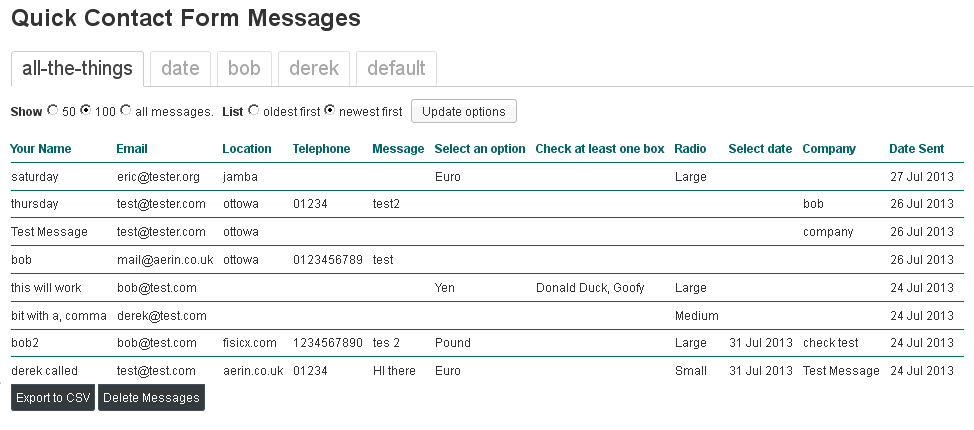 Quick Contact Form Messages
all-the-things date bob derek default
Show 50 100 all messages. List oldest first newest first Update options
Your Name Email Location Telephone Message Select an option Check at least one box Radio Select date Company Date Sent
saturday eric@tester.org jamba Euro Large 27 Jul 2013
thursday test@tester.com ottowa 01234 test2 bob 26 Jul 2013
Test Message test@tester.com ottowa company 26 Jul 2013
bob mail@aerin.co.uk ottowa 0123456789 test 26 Jul 2013
this will work bob@test.com Yen Donald Duck, Goofy Large 24 Jul 2013
bit with a, comma derek@test.com Medium 24 Jul 2013
bob2 bob@test.com fisicx.com 1234567890 tes 2 Pound Large 31 Jul 2013 check test 24 Jul 2013
derek called test@test.com aerin.co.uk 01234 HI there Euro Small 31 Jul 2013 Test Message 24 Jul 2013
Export to CSV Delete Messages